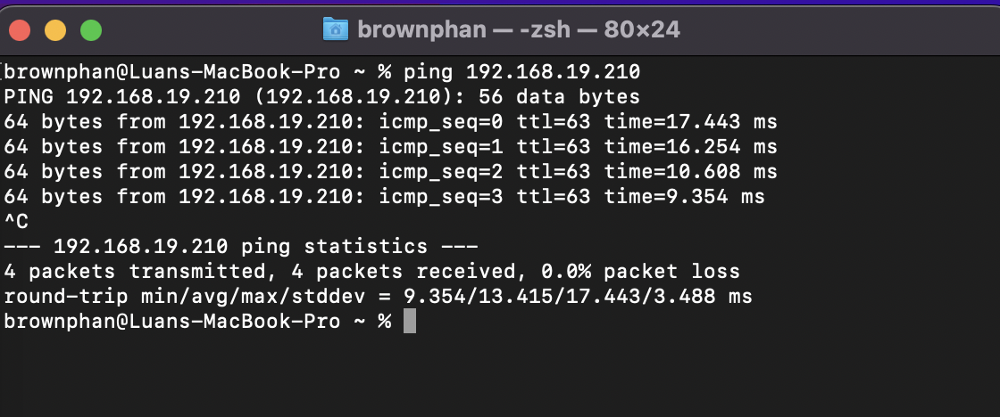 brownphan — -zsh — 80×24
brownphan@Luans-MacBook-Pro ~ % ping 192.168.19.210
PING 192.168.19.210 (192.168.19.210): 56 data bytes
64 bytes from 192.168.19.210: icmp_seq=0 ttl=63 time=17.443 ms
64 bytes from 192.168.19.210: icmp_seq=1 ttl=63 time=16.254 ms
64 bytes from 192.168.19.210: icmp_seq=2 ttl=63 time=10.608 ms
64 bytes from 192.168.19.210: icmp_seq=3 ttl=63 time=9.354 ms
^C
--- 192.168.19.210 ping statistics ---
4 packets transmitted, 4 packets received, 0.0% packet loss
round-trip min/avg/max/stddev = 9.354/13.415/17.443/3.488 ms
brownphan@Luans-MacBook-Pro ~ %